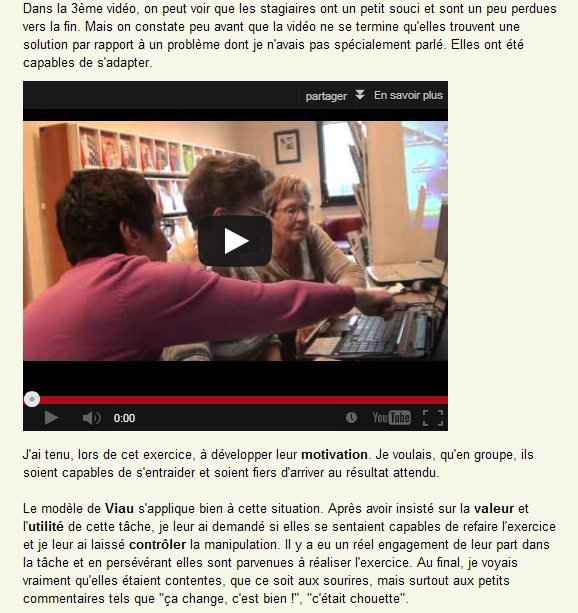 Dans la 3ème vidéo, on peut voir que les stagiaires ont un petit souci et sont un peu perdues
vers la fin. Mais on constate peu avant que la vidéo ne se termine qu'elles trouvent une
solution par rapport à un problème dont je n'avais pas spécialement parlé. Elles ont été
capables de s'adapter.
partager En savoir plus
0:00 YouTube
J'ai tenu, lors de cet exercice, à développer leur motivation. Je voulais, qu'en groupe, ils
soient capables de s'entraider et soient fiers d'arriver au résultat attendu.
Le modèle de Viau s'applique bien à cette situation. Après avoir insisté sur la valeur et
l'utilité de cette tâche, je leur ai demandé si elles se sentaient capables de refaire l'exercice
et je leur ai laissé contrôler la manipulation. Il y a eu un réel engagement de leur part dans
la tâche et en persévérant elles sont parvenues à réaliser l'exercice. Au final, je voyais
vraiment qu'elles étaient contentes, que ce soit aux sourires, mais surtout aux petits
commentaires tels que "ça change, c'est bien !", "c'était chouette".